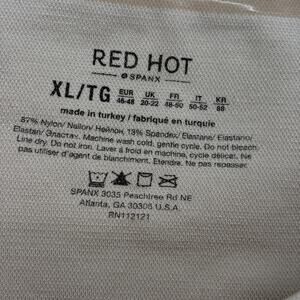 RED HOT
SPANX
XL/TG EUR 46-48 UK 20-22 FR 48-50 IT 50-52 KR 88
made in turkey / fabriqué en turquie
87% Nylon/ Nailon/ Нейлон, 13% Spandex/ Elastane/ Elastano/
Elastan/ Эластан. Machine wash cold, gentle cycle. Do not bleach.
Line dry. Do not iron. Laver à froid en machine, cycle délicat. Ne
pas utiliser d'agent de blanchiment. Etendre. Ne pas repasser.
SPANX 3035 Peachtree Rd NE
Atlanta, GA 30305 U.S.A.
RN112121